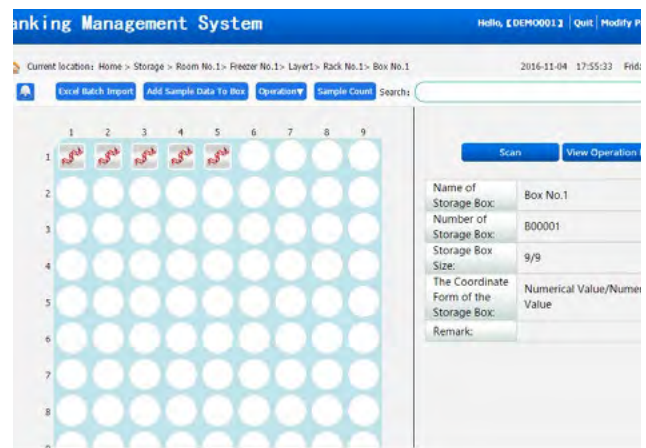 anking Management System
Hello, 【DEMO001】 Quit Modify P
Current location: Home > Storage > Room No.1> Freezer No.1> Layer1> Rack No.1> Box No.1
2016-11-04 17:55:33 Frid
Excel Batch Import Add Sample Data To Box Operation▼ Sample Count Search:
1 2 3 4 5 6 7 8 9
1
2
3
4
5
6
7
8
9
Scan View Operation
Name of
Storage Box: Box No.1
Number of
Storage Box: B00001
Storage Box
Size: 9/9
The Coordinate
Form of the
Storage Box: Numerical Value/Numer
Value
Remark: